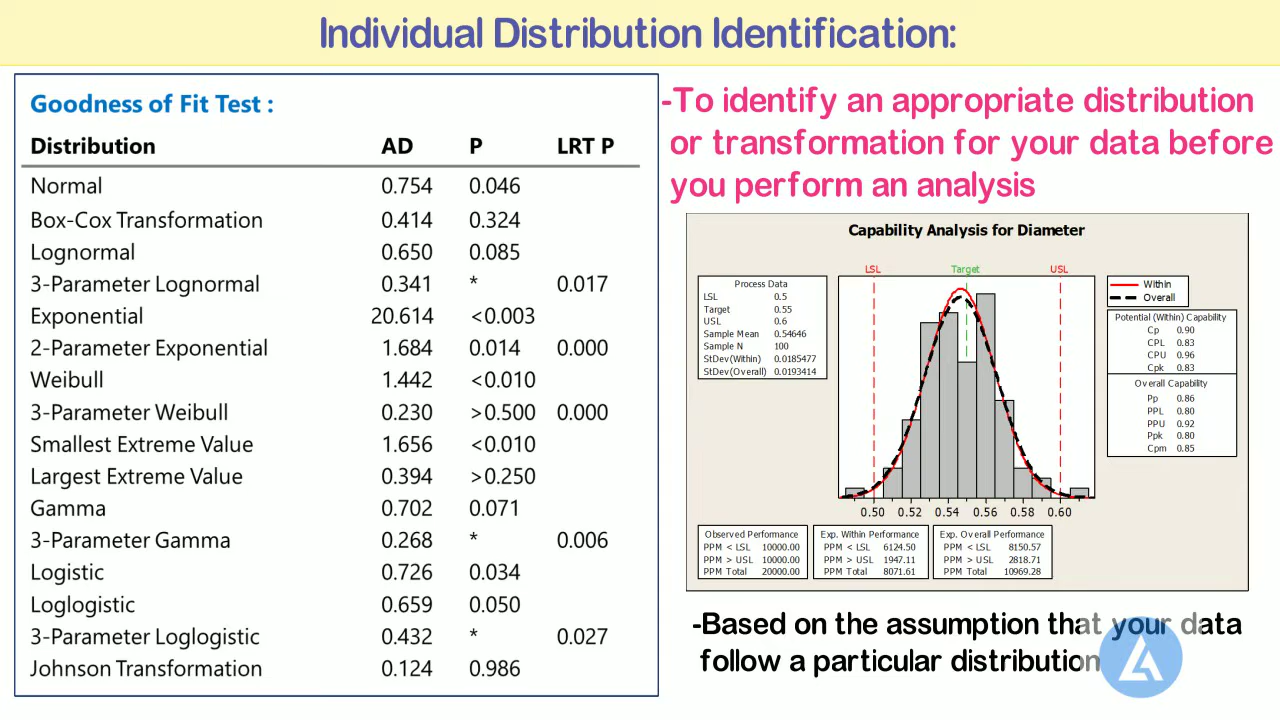 Individual Distribution Identification:
Goodness of Fit Test :
Distribution AD P LRT P
Normal 0.754 0.046
Box-Cox Transformation 0.414 0.324
Lognormal 0.650 0.085
3-Parameter Lognormal 0.341 * 0.017
Exponential 20.614 <0.003
2-Parameter Exponential 1.684 0.014 0.000
Weibull 1.442 <0.010
3-Parameter Weibull 0.230 >0.500 0.000
Smallest Extreme Value 1.656 <0.010
Largest Extreme Value 0.394 >0.250
Gamma 0.702 0.071
3-Parameter Gamma 0.268 * 0.006
Logistic 0.726 0.034
Loglogistic 0.659 0.050
3-Parameter Loglogistic 0.432 * 0.027
Johnson Transformation 0.124 0.986
-To identify an appropriate distribution
or transformation for your data before
you perform an analysis
Capability Analysis for Diameter
LSL Target USL
Process Data
LSL 0.5
Target 0.55
USL 0.6
Sample Mean 0.54646
Sample N 100
StDev(Within) 0.0185477
StDev(Overall) 0.0193414
Within
Overall
Potential (Within) Capability
Cp 0.90
CPL 0.83
CPU 0.96
Cpk 0.83
Overall Capability
Pp 0.86
PPL 0.80
PPU 0.92
Ppk 0.80
Cpm 0.85
0.50 0.52 0.54 0.56 0.58 0.60
Observed Performance
PPM < LSL 10000.00
PPM > USL 10000.00
PPM Total 20000.00
Exp. Within Performance
PPM < LSL 6124.50
PPM > USL 1947.11
PPM Total 8071.61
Exp. Overall Performance
PPM < LSL 8150.57
PPM > USL 2818.71
PPM Total 10969.28
-Based on the assumption that your data
follow a particular distribution